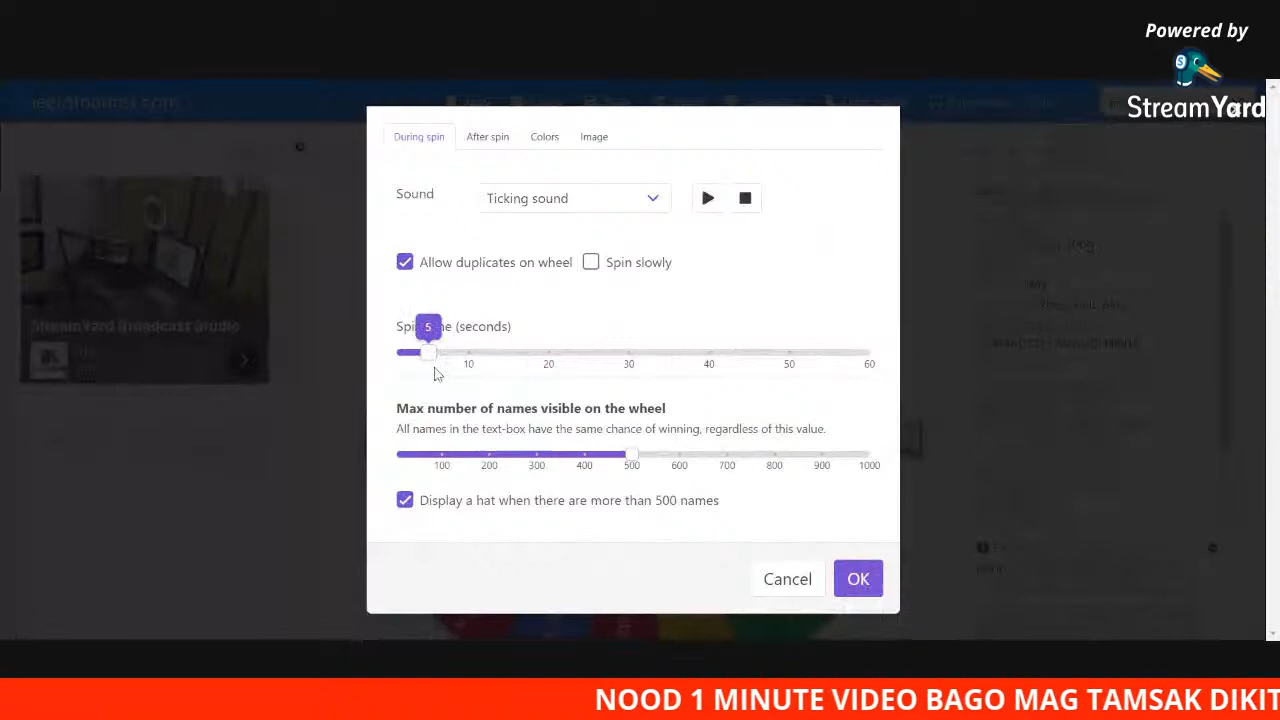 Powered by
StreamYard
During spin After spin Colors Image
Sound Ticking sound
Allow duplicates on wheel Spin slowly
5
(seconds)
10 20 30 40 50 60
Max number of names visible on the wheel
All names in the text-box have the same chance of winning, regardless of this value.
100 200 300 400 500 600 700 800 900 1000
Display a hat when there are more than 500 names
Cancel OK
StreamYard Broadcast Studio
NOOD 1 MINUTE VIDEO BAGO MAG TAMSAK DIKIT